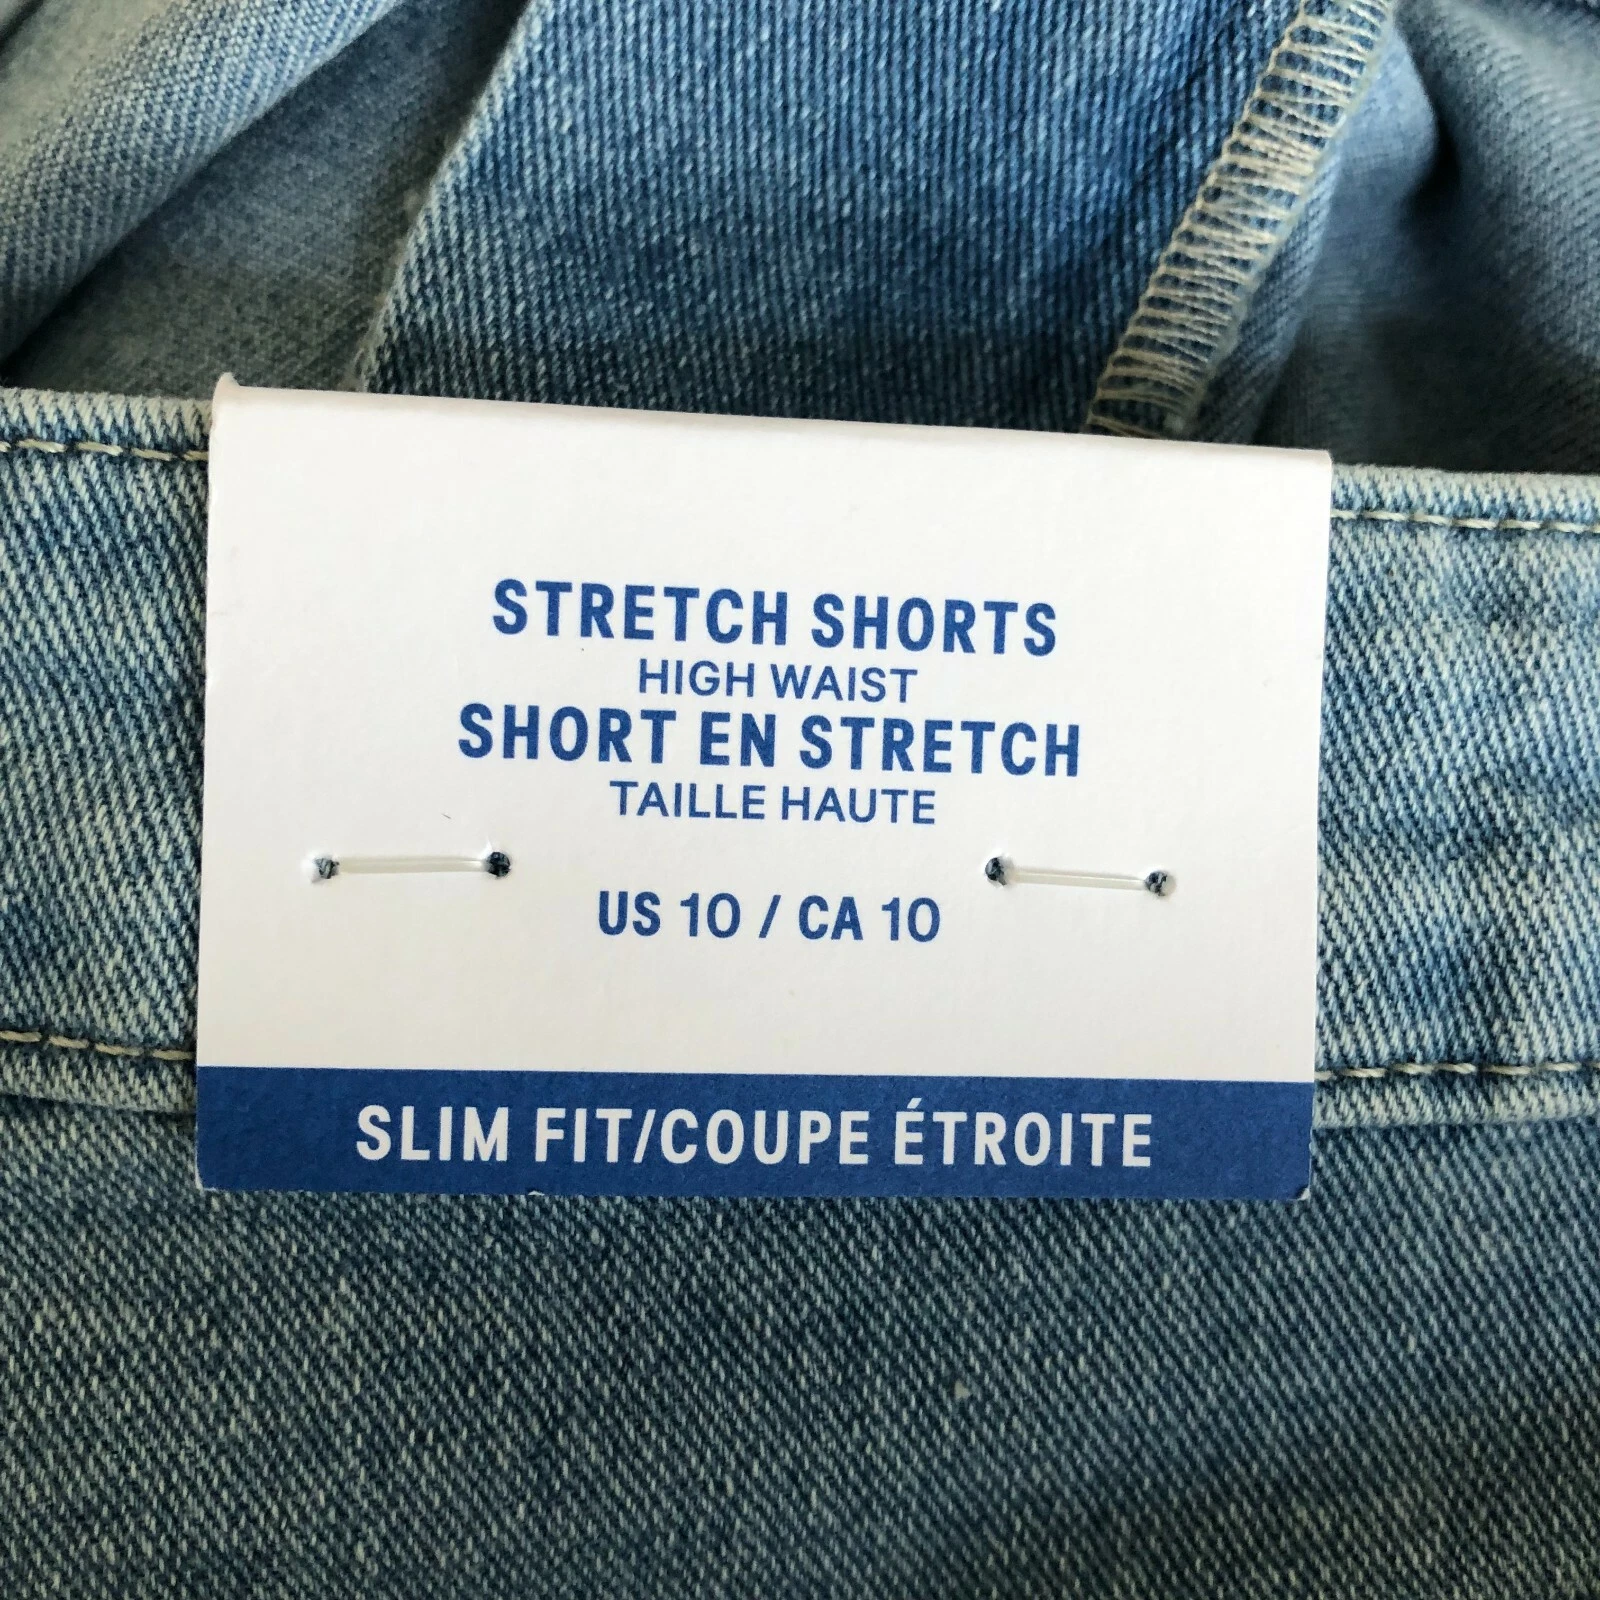 STRETCH SHORTS
HIGH WAIST
SHORT EN STRETCH
TAILLE HAUTE
US 10 / CA 10
SLIM FIT/COUPE ÉTROITE